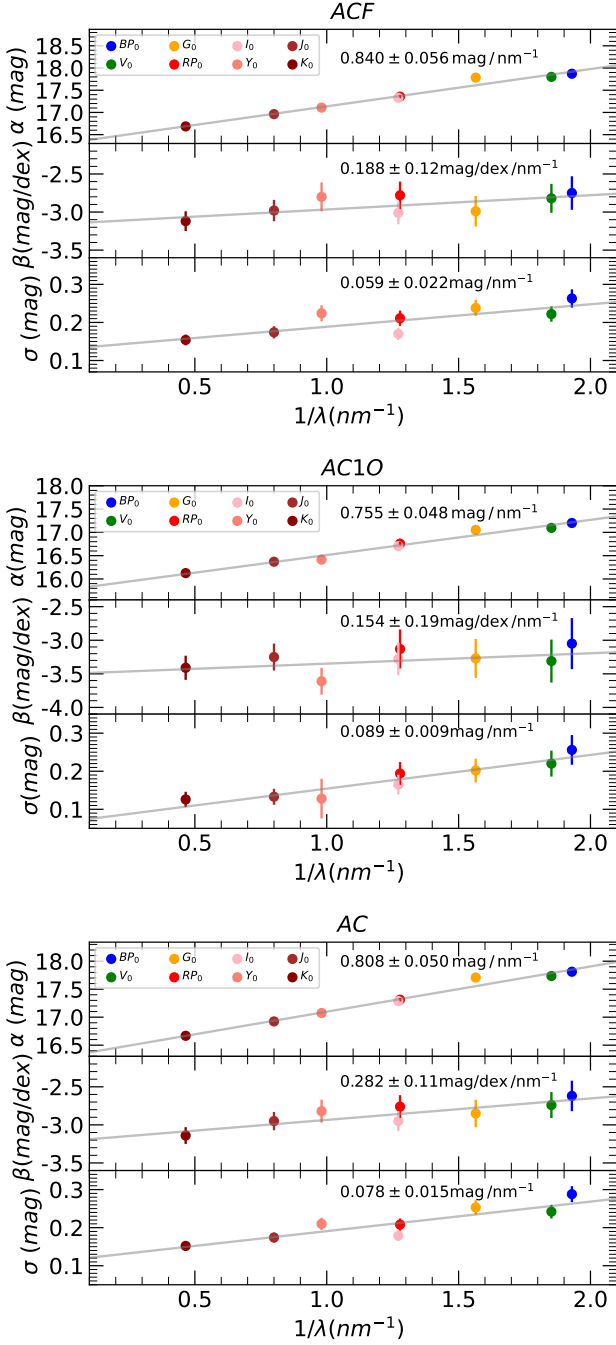 ACF
BP0 G0 I0 J0
V0 RP0 Y0 K0
0.840 ± 0.056 mag/nm−1
α (mag)
18.5
18.0
17.5
17.0
16.5
0.188 ± 0.12mag/dex/nm−1
β(mag/dex)
-2.5
-3.0
-3.5
0.059 ± 0.022mag/nm−1
σ (mag)
0.3
0.2
0.1
0.5 1.0 1.5 2.0
1/λ(nm−1)
AC1O
BP0 G0 I0 J0
V0 RP0 Y0 K0
0.755 ± 0.048 mag/nm−1
α(mag)
18.0
17.0
16.0
0.154 ± 0.19mag/dex/nm−1
β(mag/dex)
-2.5
-3.0
-3.5
-4.0
0.089 ± 0.009mag/nm−1
σ(mag)
0.3
0.2
0.1
0.5 1.0 1.5 2.0
1/λ(nm−1)
AC
BP0 G0 I0 J0
V0 RP0 Y0 K0
0.808 ± 0.050 mag/nm−1
α (mag)
18.0
17.5
17.0
16.5
0.282 ± 0.11mag/dex/nm−1
β(mag/dex)
-2.5
-3.0
-3.5
0.078 ± 0.015mag/nm−1
σ (mag)
0.3
0.2
0.1
0.5 1.0 1.5 2.0
1/λ(nm−1)